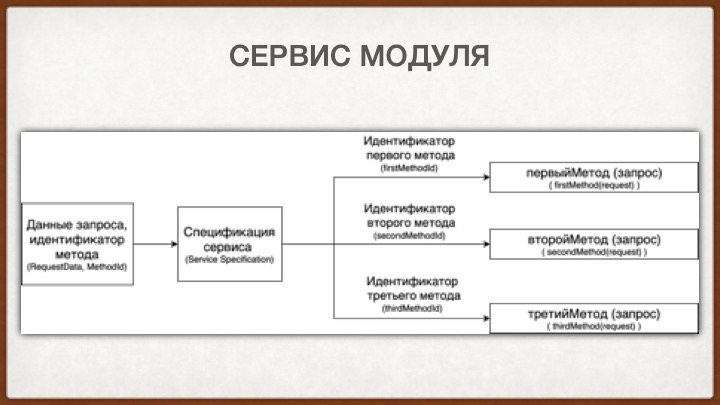 СЕРВИС МОДУЛЯ
Данные запроса,
идентификатор
метода
(RequestData, MethodId)
Спецификация
сервиса
(Service Specification)
Идентификатор
первого метода
(firstMethodId)
первыйМетод (запрос)
( firstMethod(request) )
Идентификатор
второго метода
(secondMethodId)
второйМетод (запрос)
( secondMethod(request) )
Идентификатор
третьего метода
(thirdMethodId)
третийМетод (запрос)
( thirdMethod(request) )